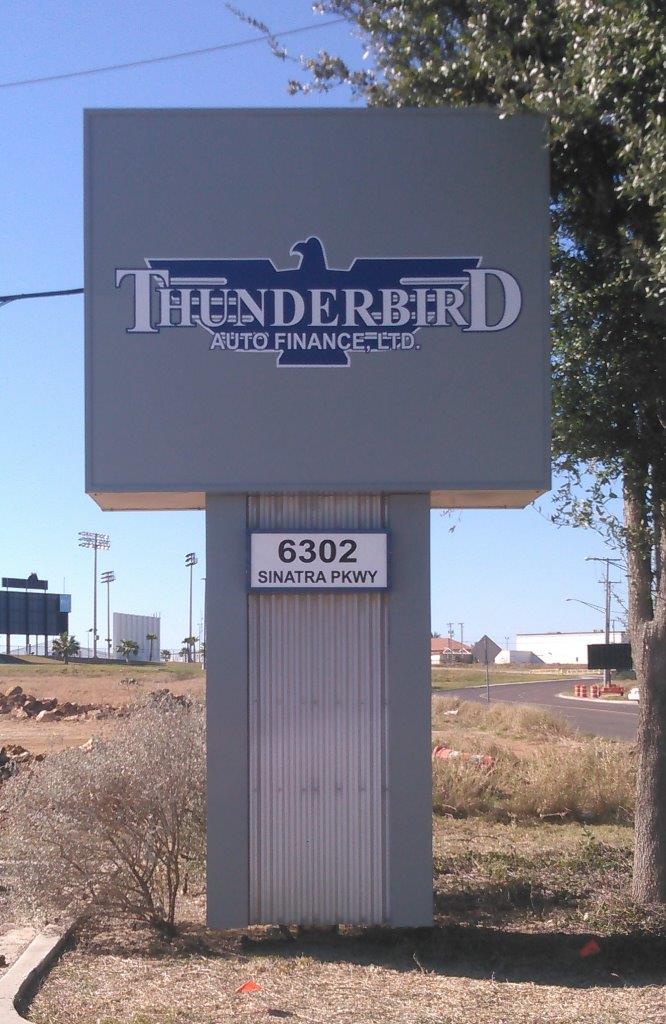 THUNDERBIRD
AUTO FINANCE, LTD.
6302
SINATRA PKWY